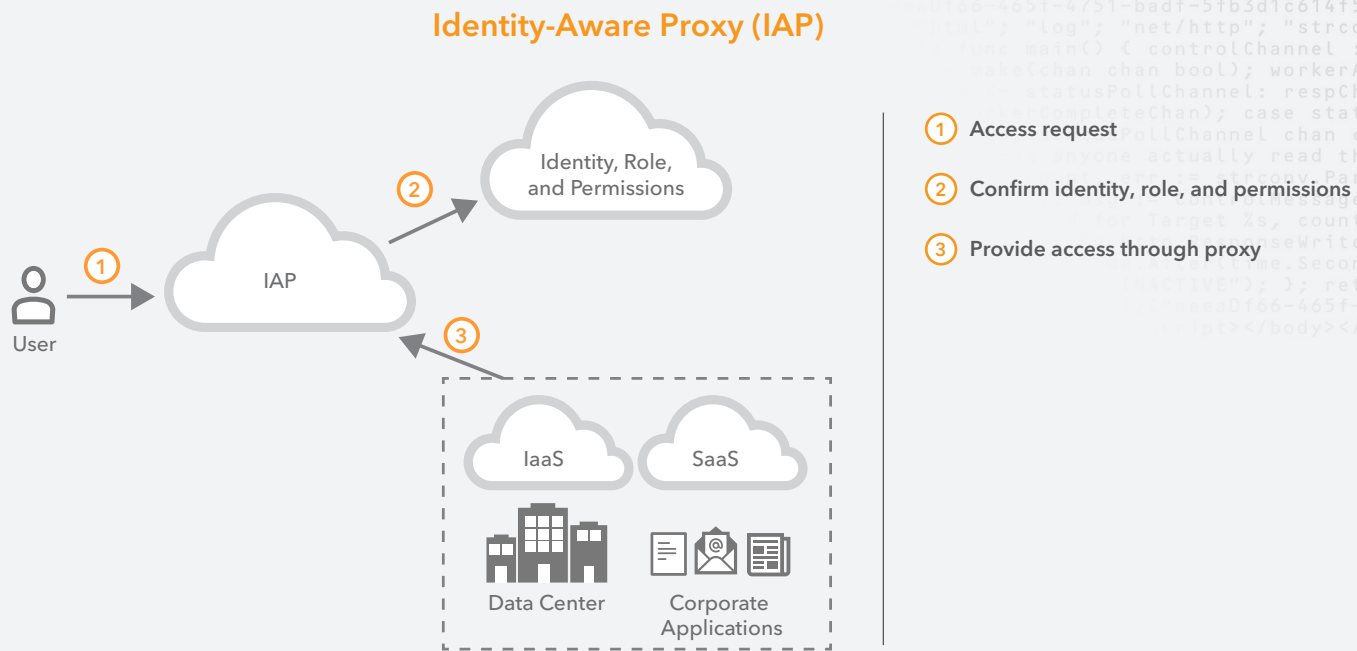 Identity-Aware Proxy (IAP)
Identity, Role,
and Permissions
2
1
IAP
User
3
IaaS
SaaS
@
Data Center
Corporate
Applications
1 Access request
2 Confirm identity, role, and permissions
3 Provide access through proxy